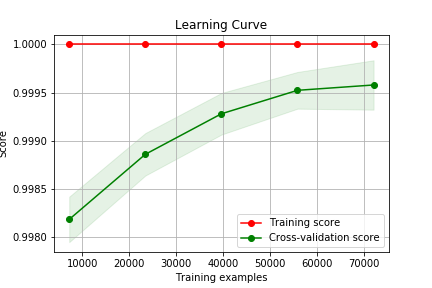 Learning Curve
1.0000
0.9995
0.9990
0.9985
0.9980
Score
10000 20000 30000 40000 50000 60000 70000
Training examples
Training score
Cross-validation score